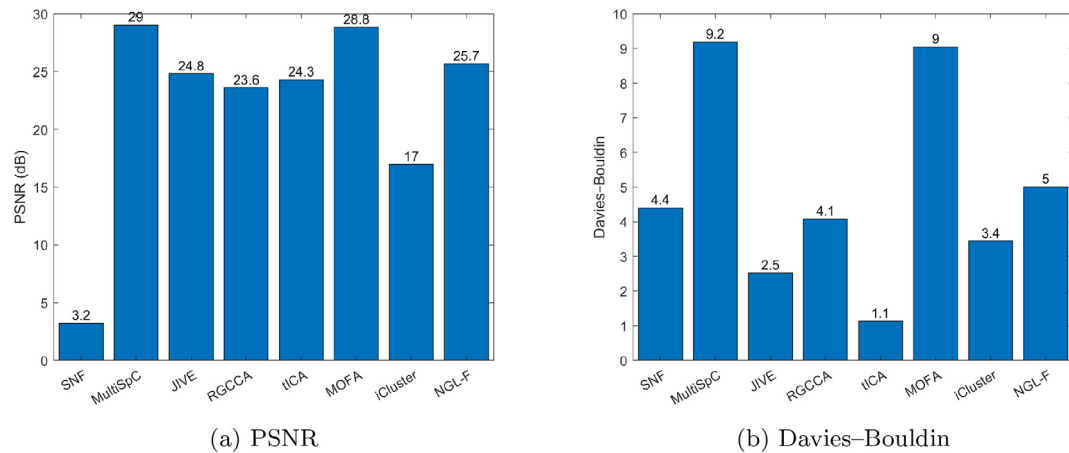 30
25
20
15
10
5
0
PSNR (dB)
3.2
29
24.8
23.6
24.3
28.8
17
25.7
SNF
MultiSpC
JIVE
RGCCA
tICA
MOFA
iCluster
NGL-F
(a) PSNR
10
9
8
7
6
5
4
3
2
1
0
Davies–Bouldin
4.4
9.2
2.5
4.1
1.1
9
3.4
5
SNF
MultiSpC
JIVE
RGCCA
tICA
MOFA
iCluster
NGL-F
(b) Davies–Bouldin